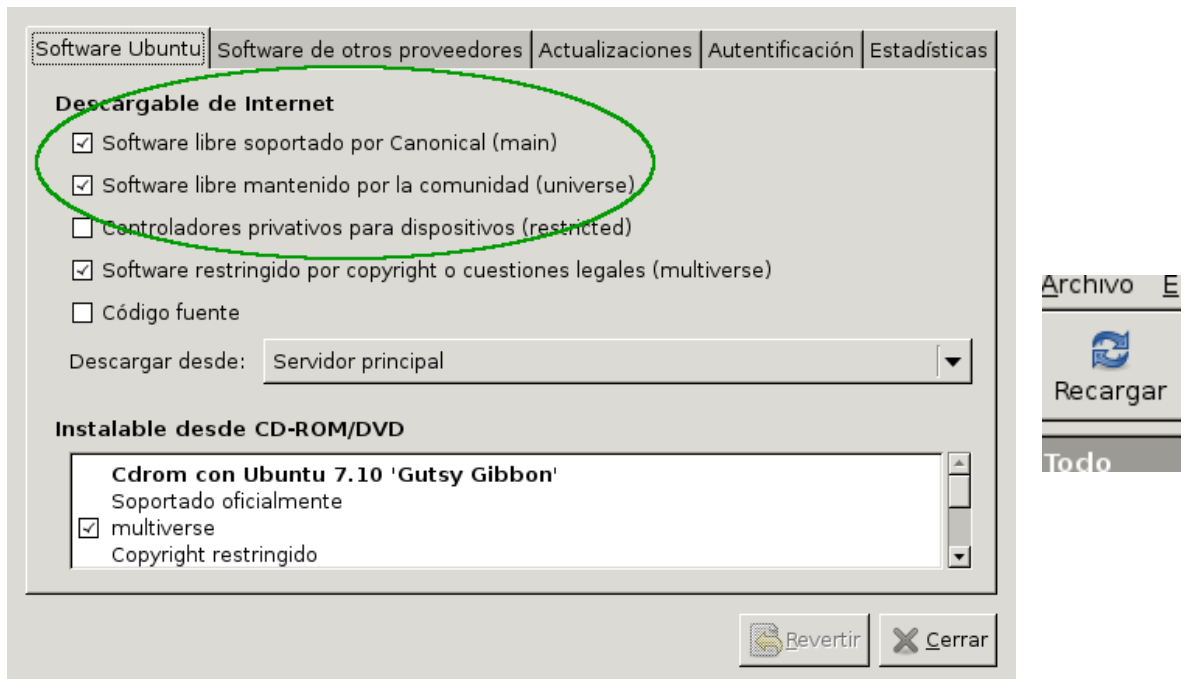 Software Ubuntu Software de otros proveedores Actualizaciones Autentificación Estadísticas
Descargable de Internet
Software libre soportado por Canonical (main)
Software libre mantenido por la comunidad (universe)
Controladores privativos para dispositivos (restricted)
Software restringido por copyright o cuestiones legales (multiverse)
Código fuente
Descargar desde: Servidor principal
Instalable desde CD-ROM/DVD
Cdrom con Ubuntu 7.10 'Gutsy Gibbon'
Soportado oficialmente
multiverse
Copyright restringido
Revertir Cerrar
Archivo E
Recargar
Todo